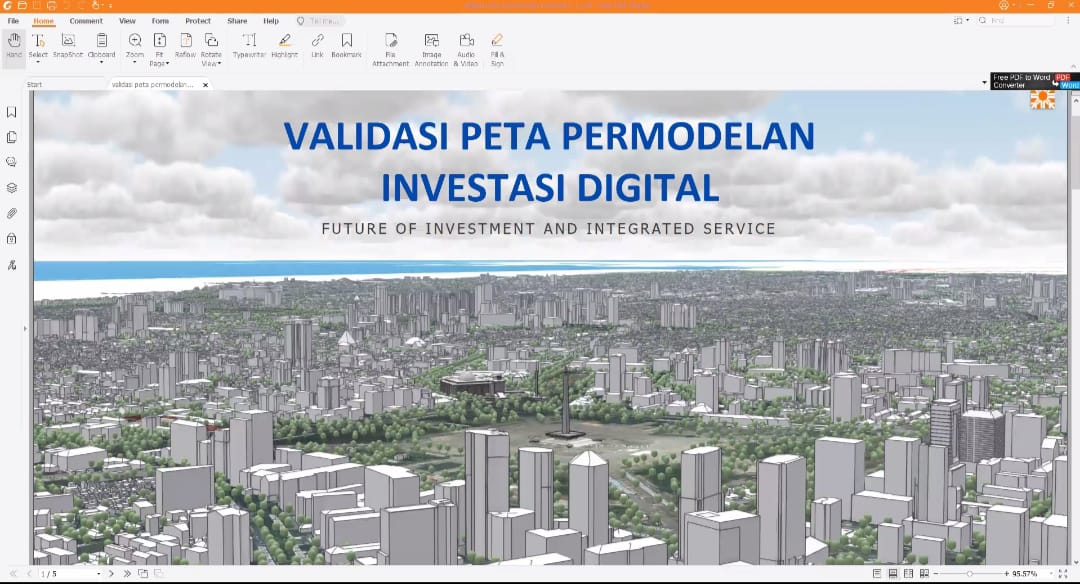 File Home Comment View Form Protect Share Help Tell me...
Find
Hand Select SnapShot Clipboard Zoom Fit Page Reflow Rotate View Typewriter Highlight Link Bookmark File Attachment Image Annotation Audio & Video Fill & Sign
Start validasi peta permodelan...
Free PDF to Word PDF
Converter Word
VALIDASI PETA PERMODELAN
INVESTASI DIGITAL
FUTURE OF INVESTMENT AND INTEGRATED SERVICE
1 / 5 95.57%